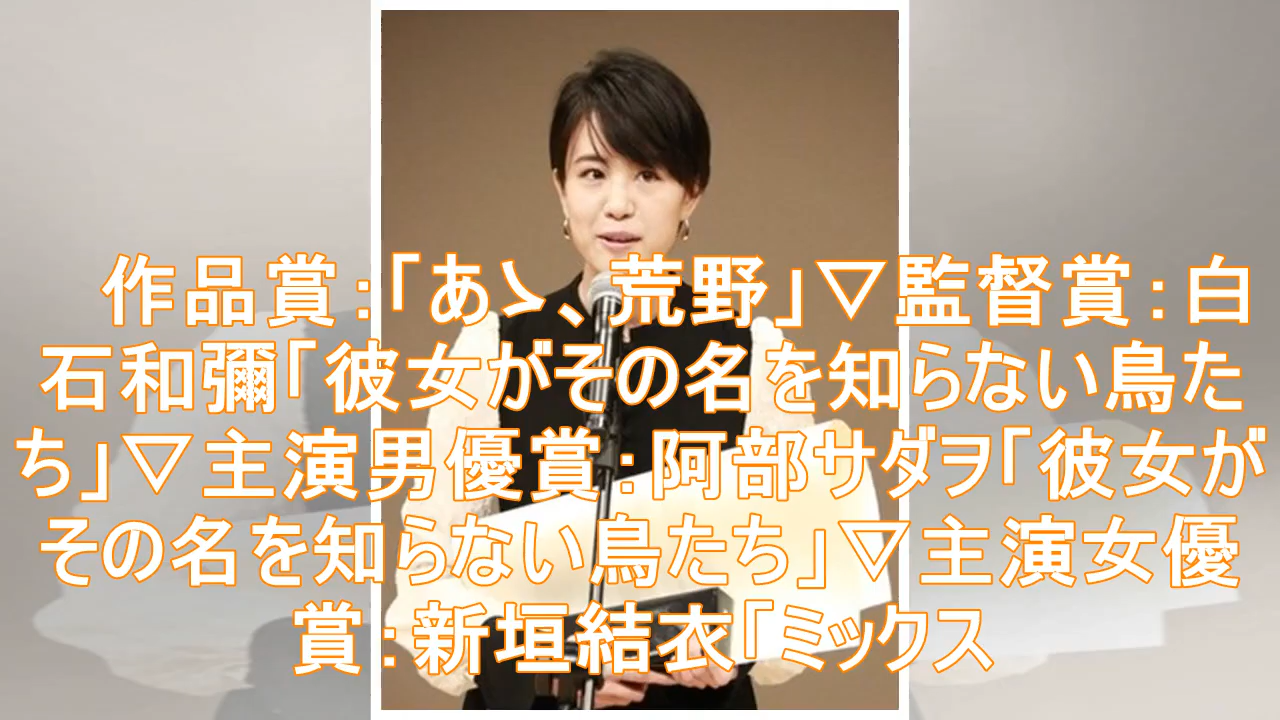 作品賞：「あゝ、荒野」▽監督賞：白
石和彌「彼女がその名を知らない鳥た
ち」▽主演男優賞：阿部サダヲ「彼女が
その名を知らない鳥たち」▽主演女優
賞：新垣結衣「ミックス